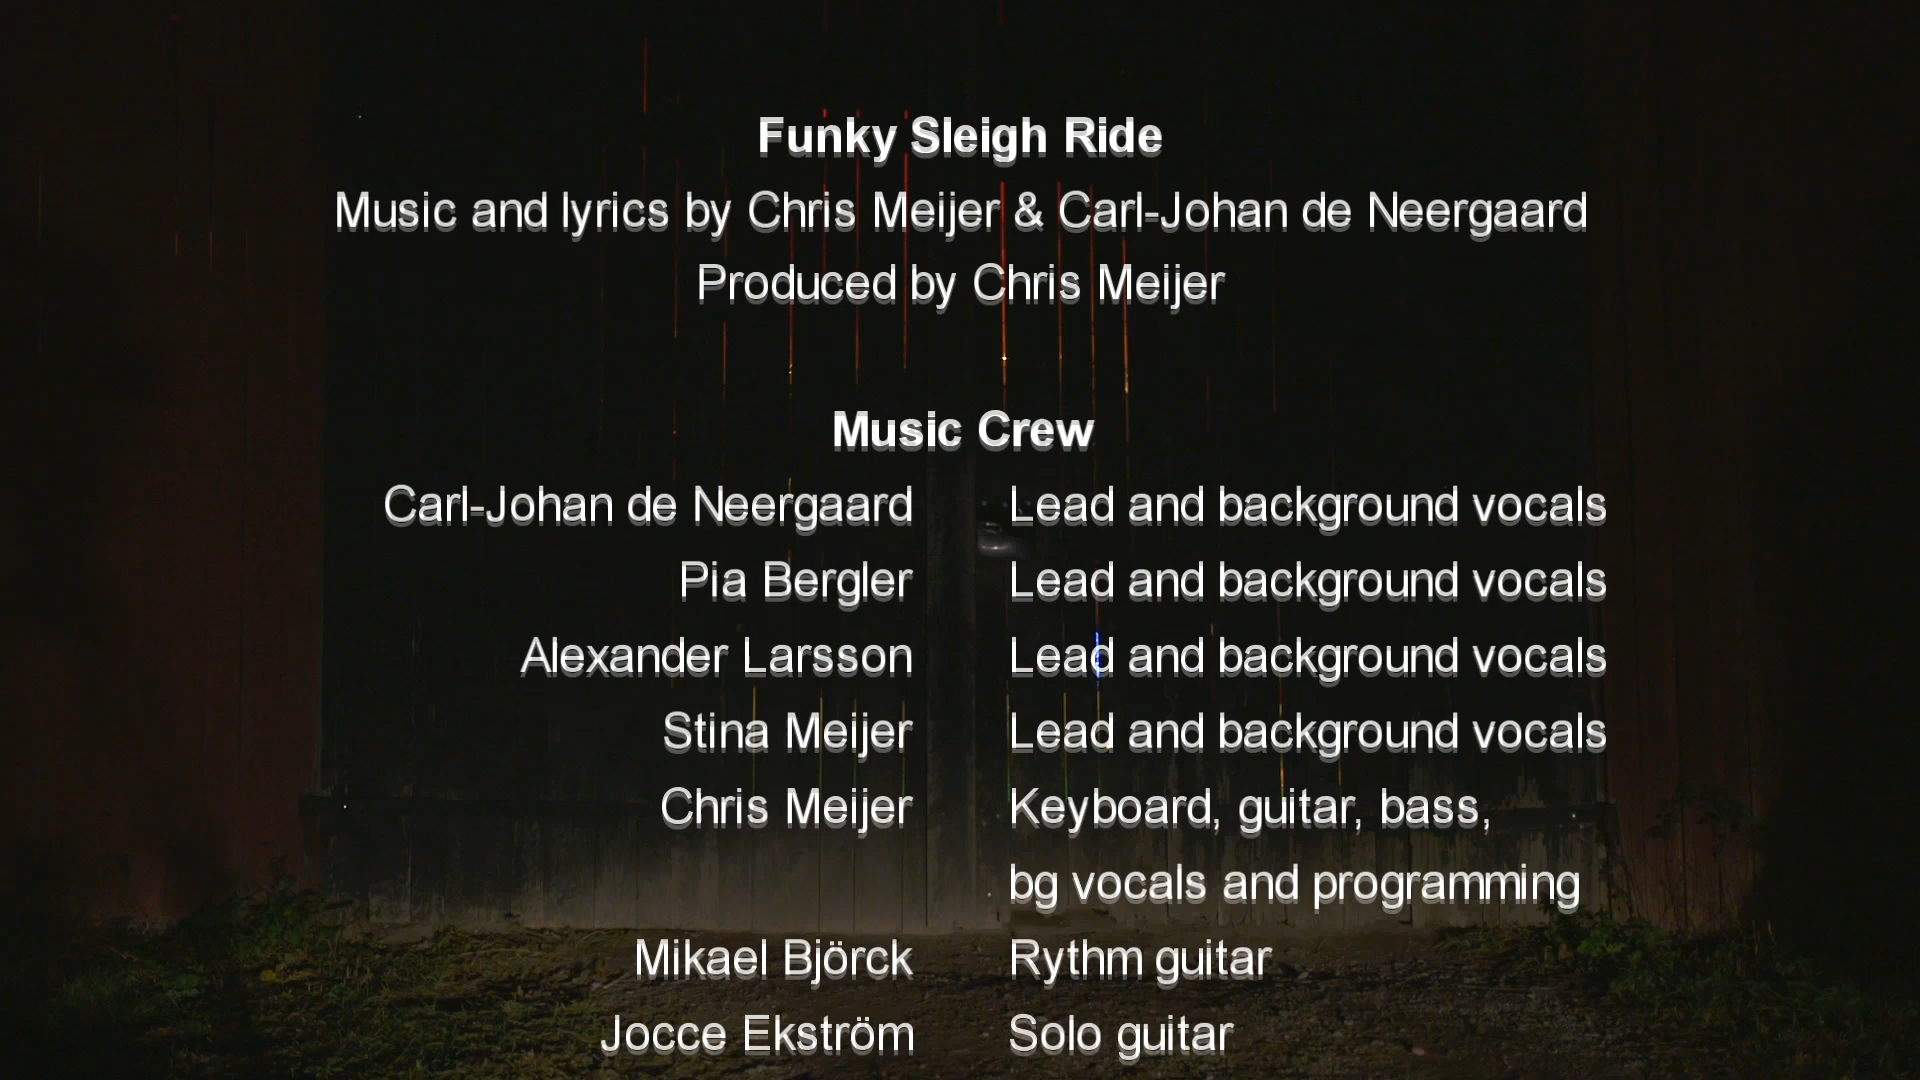 Funky Sleigh Ride
Music and lyrics by Chris Meijer & Carl-Johan de Neergaard
Produced by Chris Meijer
Music Crew
Carl-Johan de Neergaard Lead and background vocals
Pia Bergler Lead and background vocals
Alexander Larsson Lead and background vocals
Stina Meijer Lead and background vocals
Chris Meijer Keyboard, guitar, bass,
bg vocals and programming
Mikael Björck Rythm guitar
Jocce Ekström Solo guitar